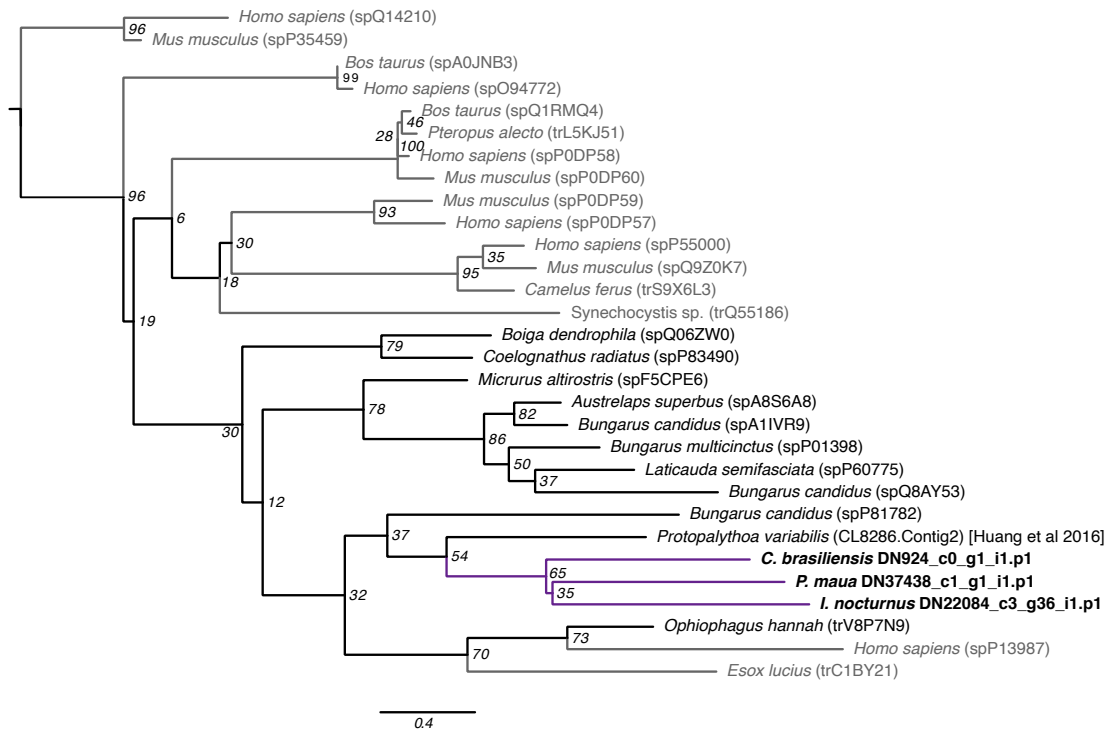 Homo sapiens (spQ14210)
96
Mus musculus (spP35459)
Bos taurus (spA0JNB3)
99
Homo sapiens (spO94772)
Bos taurus (spQ1RMQ4)
46
28
Pteropus alecto (trL5KJ51)
100
Homo sapiens (spP0DP58)
Mus musculus (spP0DP60)
96
Mus musculus (spP0DP59)
93
6
Homo sapiens (spP0DP57)
30
Homo sapiens (spP55000)
35
Mus musculus (spQ9Z0K7)
95
18
Camelus ferus (trS9X6L3)
Synechocystis sp. (trQ55186)
19
Boiga dendrophila (spQ06ZW0)
79
Coelognathus radiatus (spP83490)
Micrurus altirostris (spF5CPE6)
78
Austrelaps superbus (spA8S6A8)
82
Bungarus candidus (spA1IVR9)
30
86
Bungarus multicinctus (spP01398)
50
Laticauda semifasciata (spP60775)
37
Bungarus candidus (spQ8AY53)
12
Bungarus candidus (spP81782)
37
Protopalythoa variabilis (CL8286.Contig2) [Huang et al 2016]
54
C. brasiliensis DN924_c0_g1_i1.p1
65
P. maua DN37438_c1_g1_i1.p1
35
32
I. nocturnus DN22084_c3_g36_i1.p1
Ophiophagus hannah (trV8P7N9)
73
Homo sapiens (spP13987)
70
Esox lucius (trC1BY21)
0.4